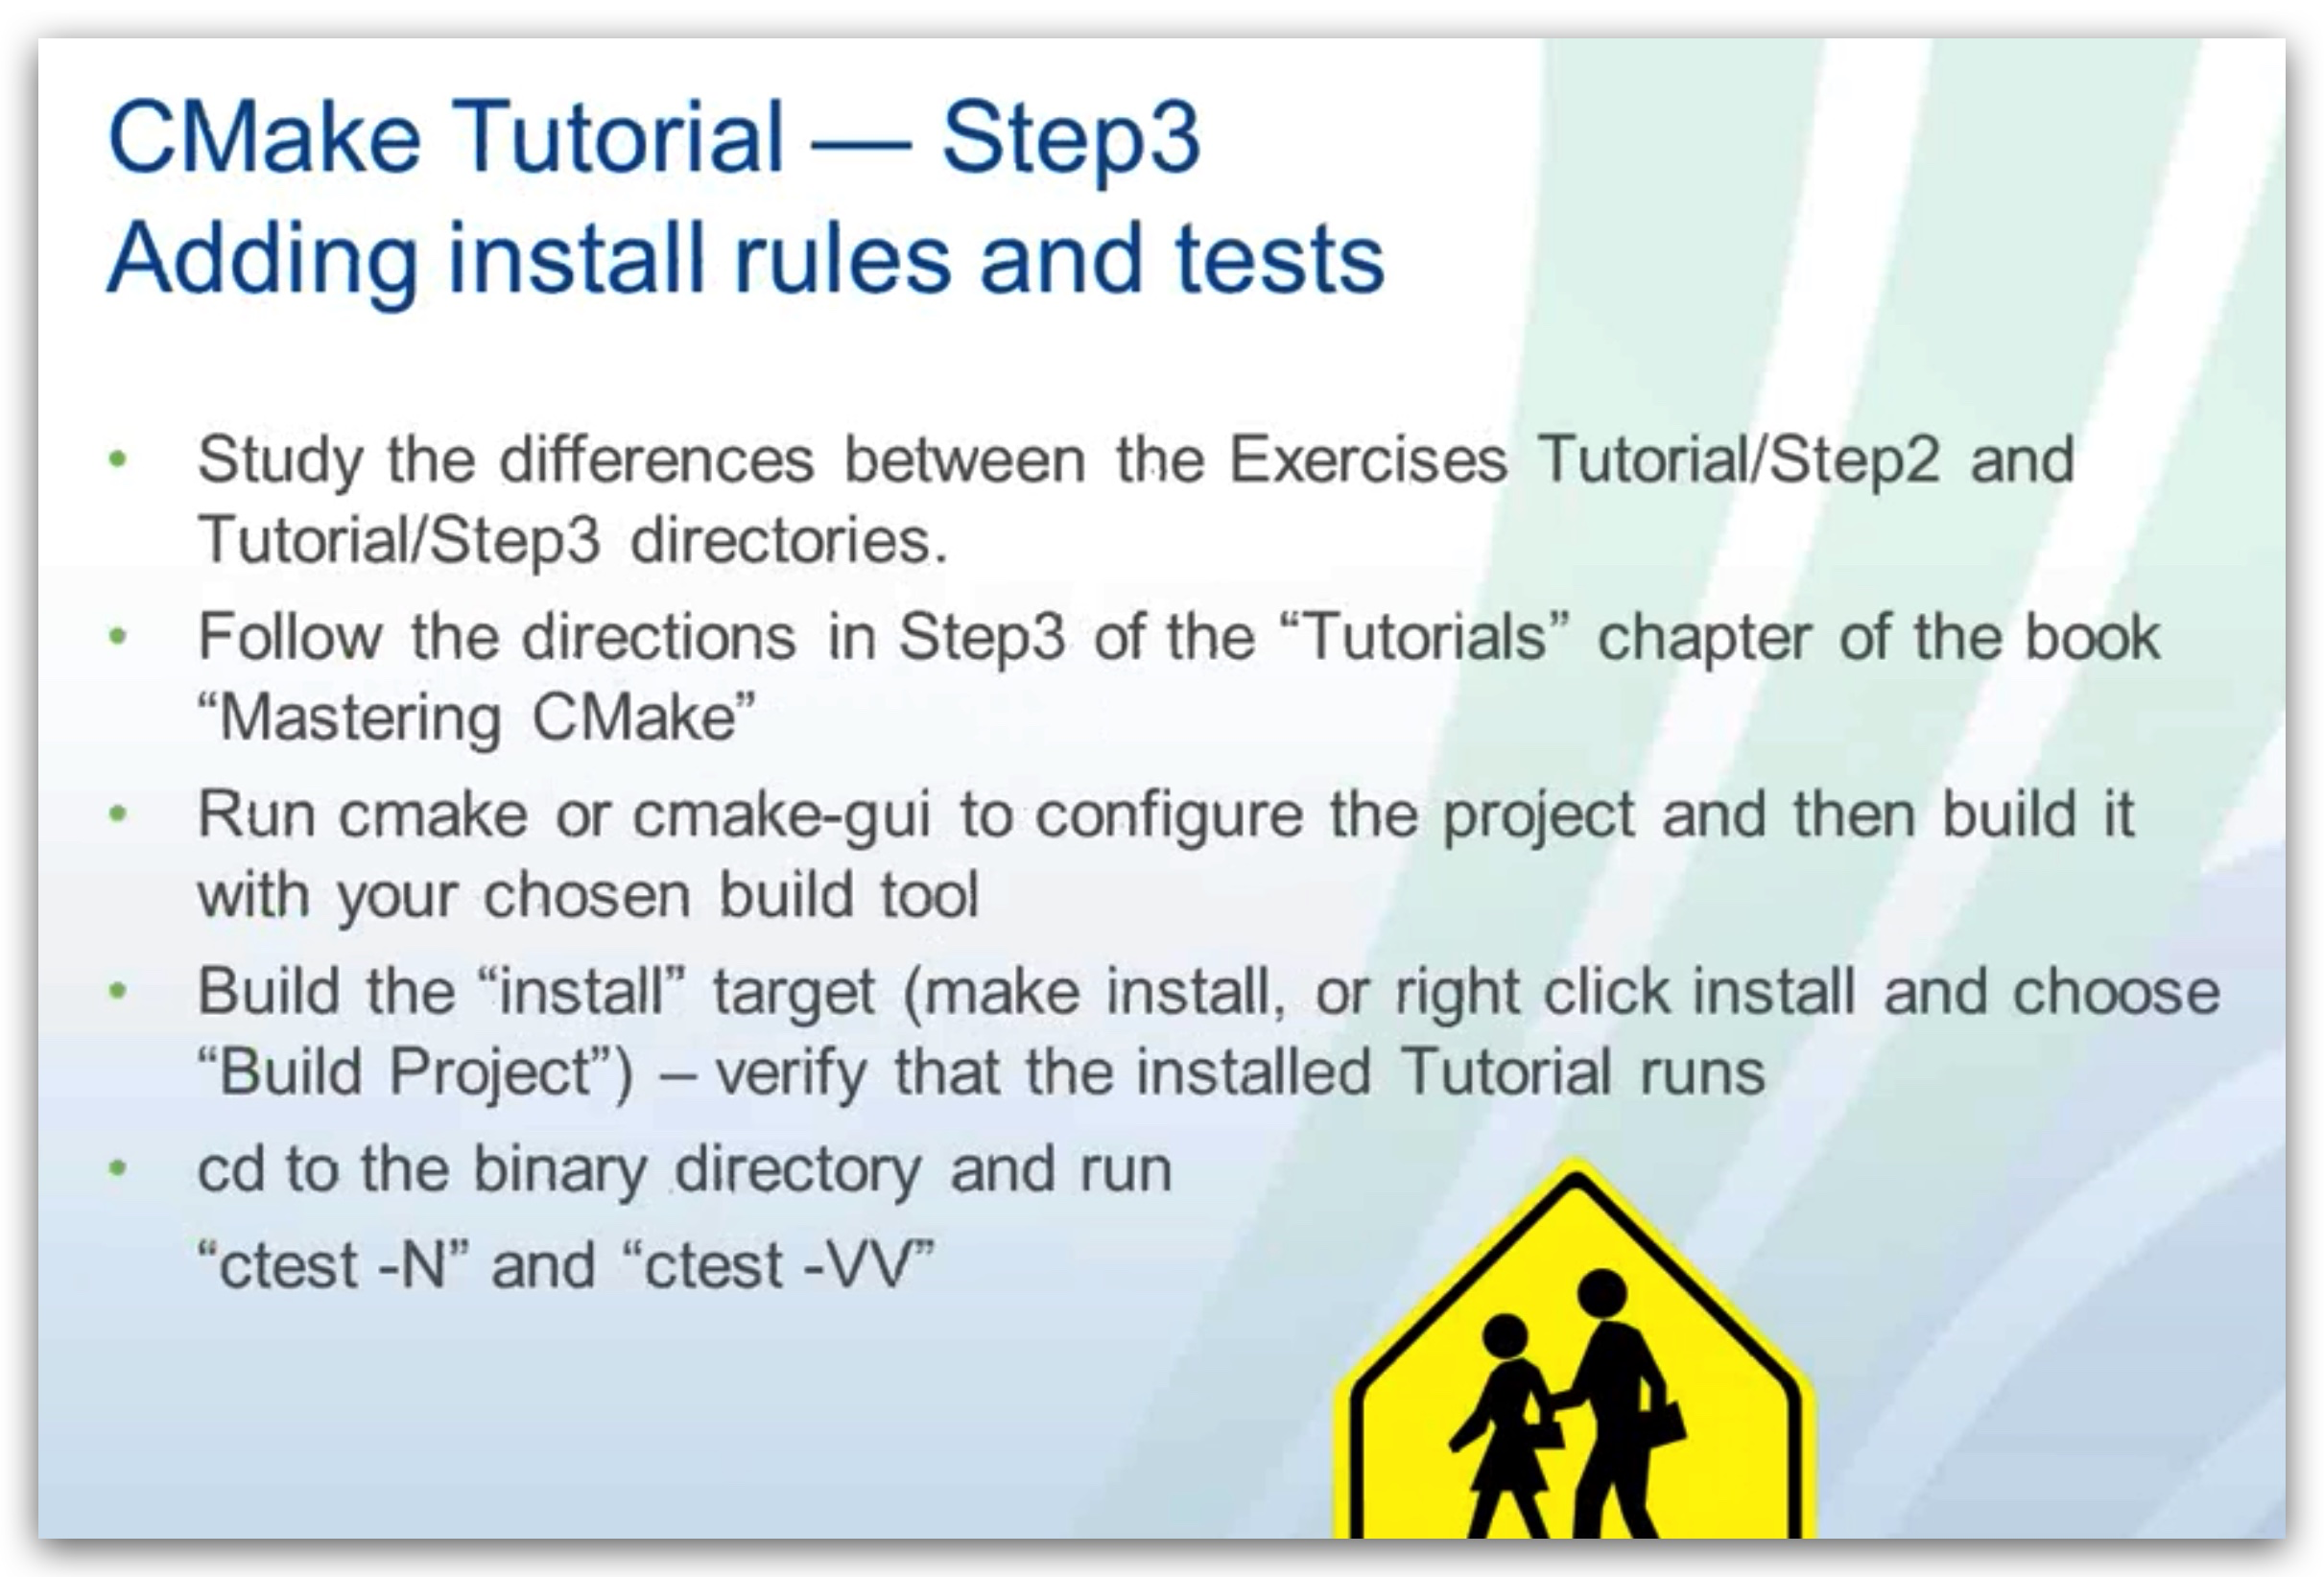 CMake Tutorial — Step3
Adding install rules and tests
• Study the differences between the Exercises Tutorial/Step2 and
Tutorial/Step3 directories.
• Follow the directions in Step3 of the “Tutorials” chapter of the book
“Mastering CMake”
• Run cmake or cmake-gui to configure the project and then build it
with your chosen build tool
• Build the “install” target (make install, or right click install and choose
“Build Project”) – verify that the installed Tutorial runs
• cd to the binary directory and run
“ctest -N” and “ctest -VV”